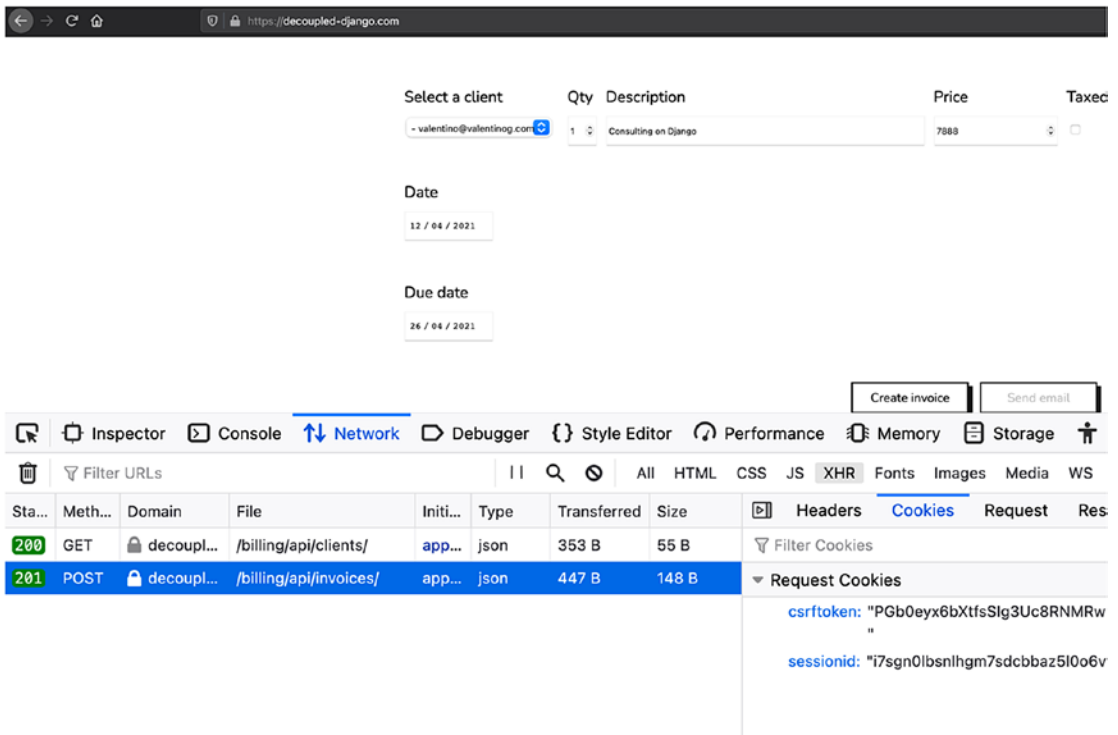 https://decoupled-django.com
Select a client Qty Description Price Taxed
- valentino@valentinog.com 1 Consulting on Django 7888
Date
12 / 04 / 2021
Due date
26 / 04 / 2021
Create invoice Send email
Inspector Console Network Debugger {} Style Editor Performance Memory Storage
Filter URLs All HTML CSS JS XHR Fonts Images Media WS
Sta... Meth... Domain File Initi... Type Transferred Size Headers Cookies Request Res
200 GET decoupl... /billing/api/clients/ app... json 353 B 55 B Filter Cookies
201 POST decoupl... /billing/api/invoices/ app... json 447 B 148 B Request Cookies
csrftoken: "PGb0eyx6bXtfsSlg3Uc8RNMRw
"
sessionid: "i7sgn0lbsnlhgm7sdcbbaz5l0o6v